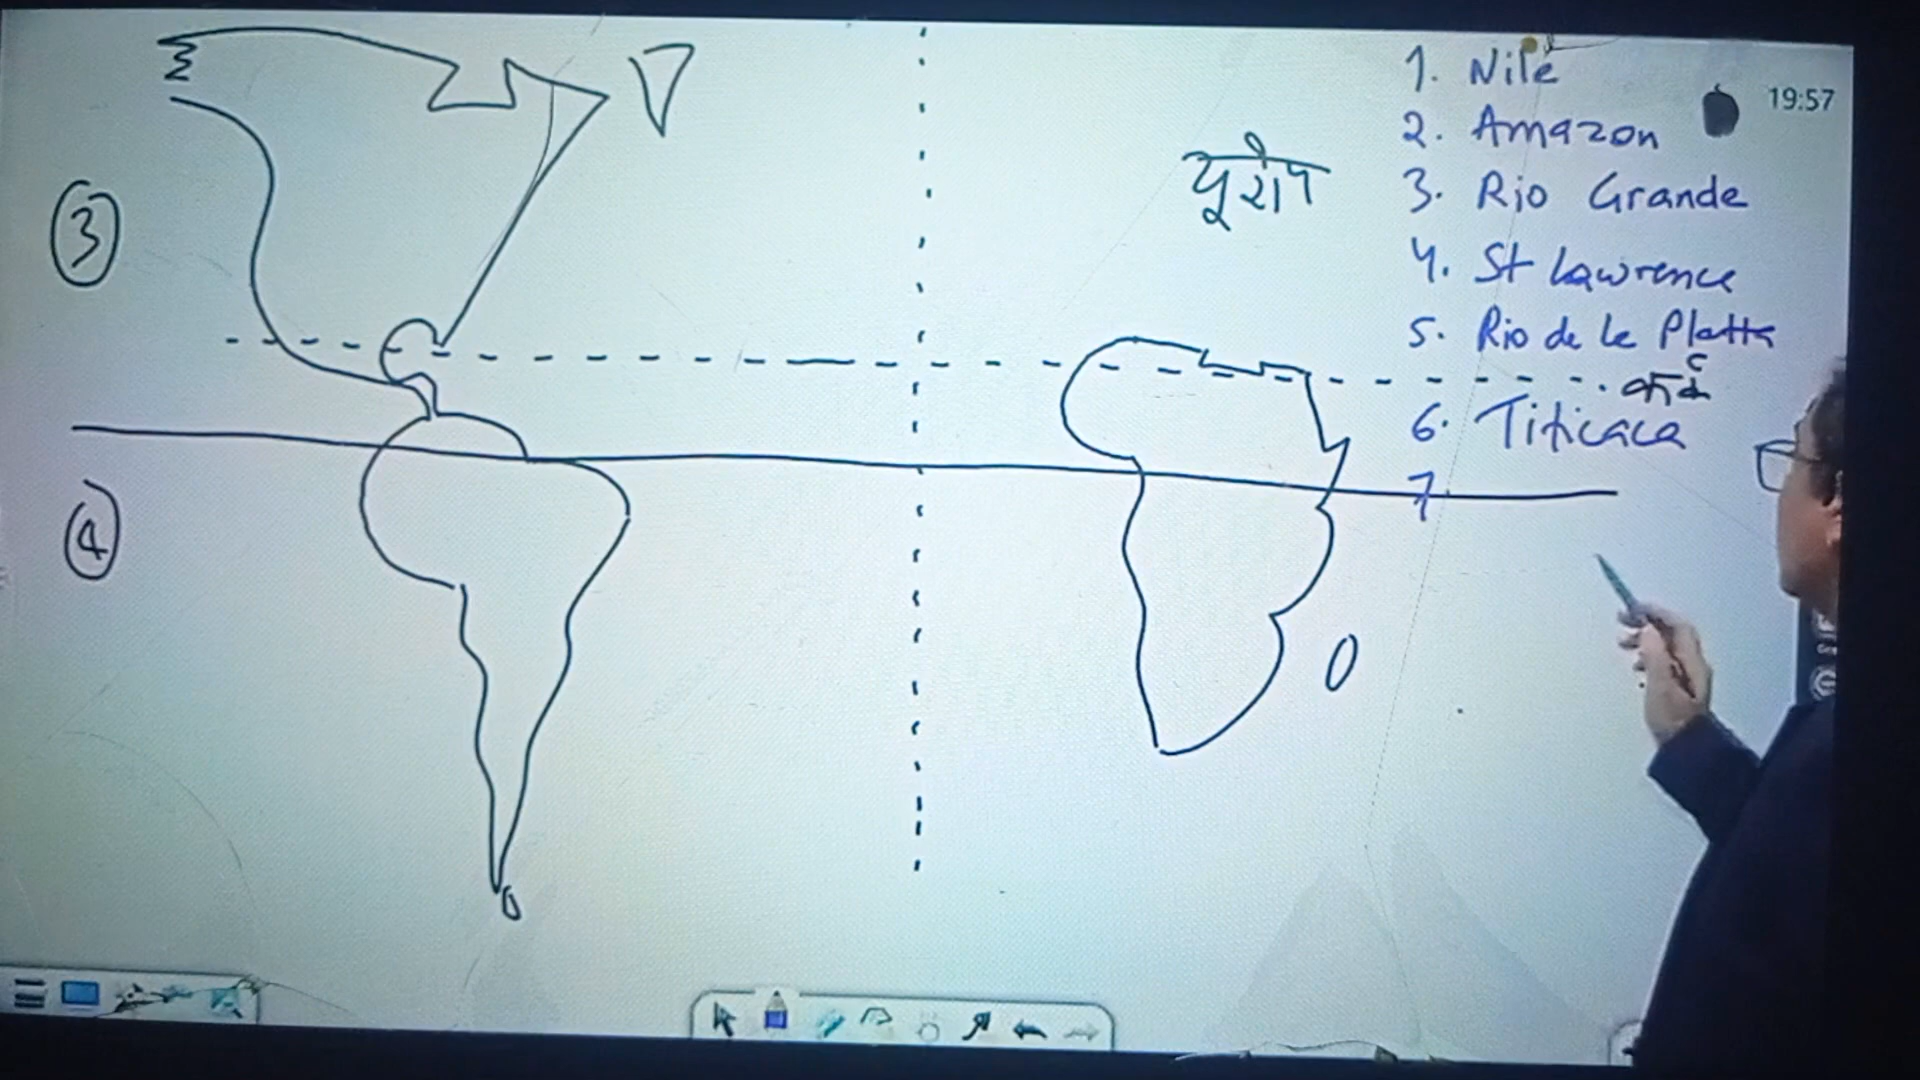 1. Nile
19:57
2. Amazon
यूरोप
3. Rio Grande
3
4. St Lawrence
5. Rio de le Platta
कर्क
6. Titicaca
7
4